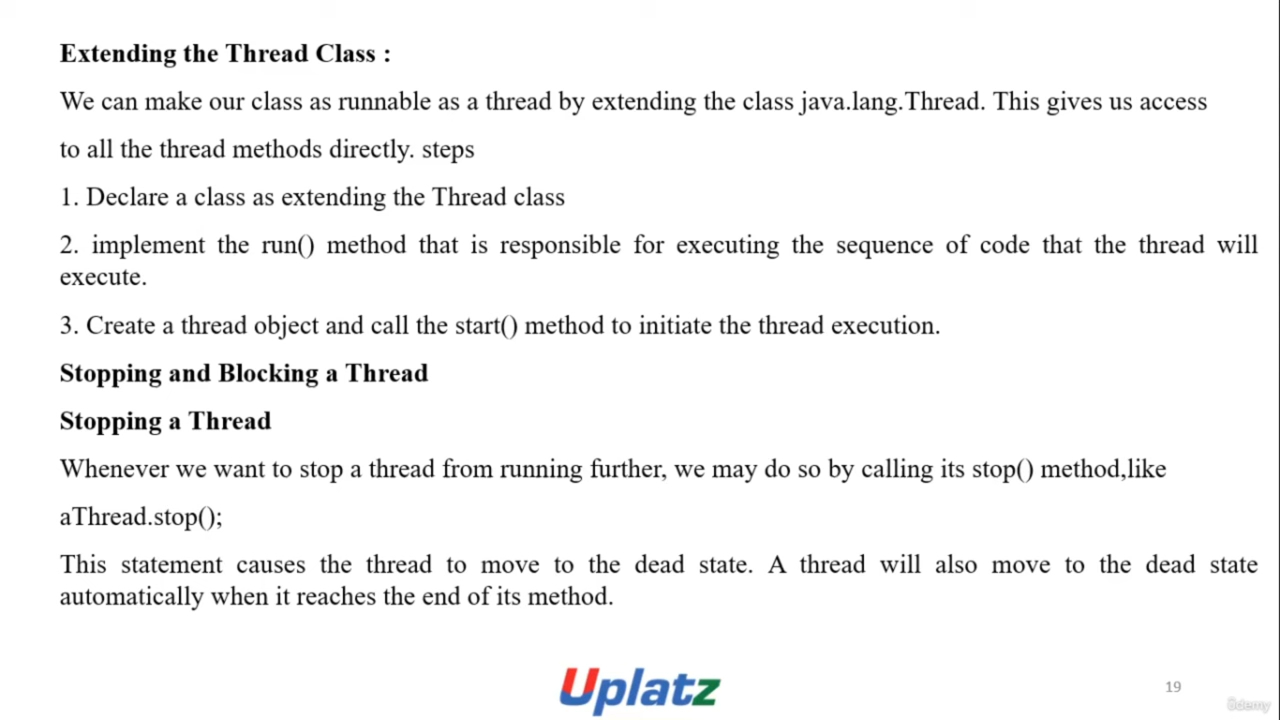 Extending the Thread Class :
We can make our class as runnable as a thread by extending the class java.lang.Thread. This gives us access
to all the thread methods directly. steps
1. Declare a class as extending the Thread class
2. implement the run() method that is responsible for executing the sequence of code that the thread will
execute.
3. Create a thread object and call the start() method to initiate the thread execution.
Stopping and Blocking a Thread
Stopping a Thread
Whenever we want to stop a thread from running further, we may do so by calling its stop() method,like
aThread.stop();
This statement causes the thread to move to the dead state. A thread will also move to the dead state
automatically when it reaches the end of its method.
Uplatz
19
ûdemy